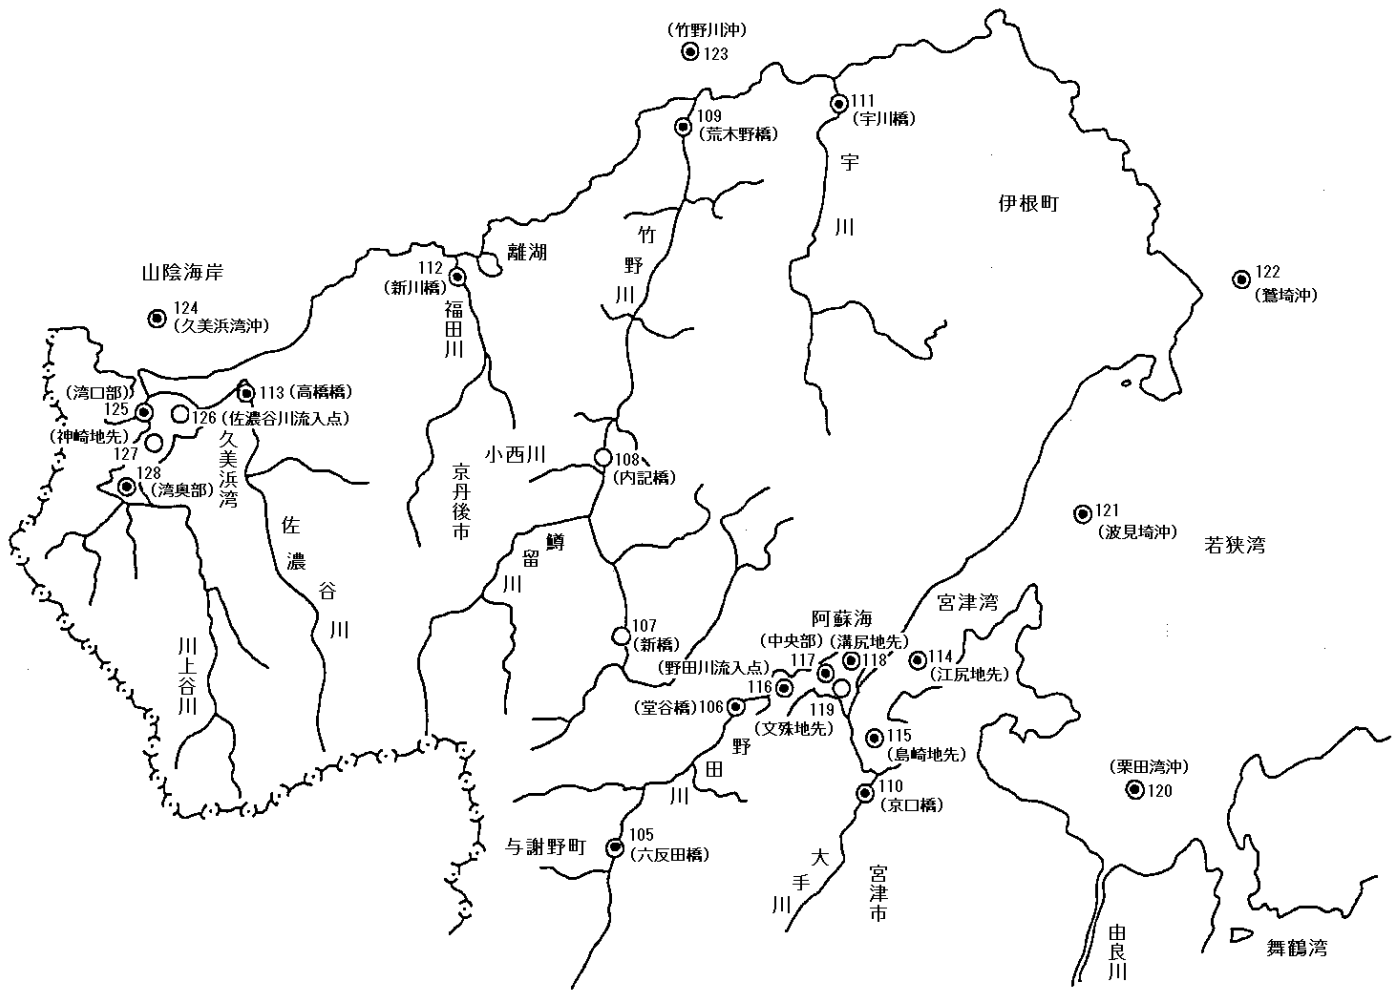 (竹野川沖)
123
111
(宇川橋)
109
(荒木野橋)
宇川
伊根町
竹野川
離湖
山陰海岸
112
(新川橋)
122
(鷲埼沖)
124
(久美浜湾沖)
福田川
(湾口部)
125
113 (高橋橋)
126 (佐濃谷川流入点)
(神崎地先)
127
久美浜湾
128
(湾奥部)
小西川
108
(内記橋)
京丹後市
佐濃谷川
鱒留川
121
(波見埼沖)
若狭湾
宮津湾
阿蘇海
107
(新橋)
(中央部)
(溝尻地先)
(野田川流入点)
117
118
114
(江尻地先)
116
119
川上谷川
(堂谷橋) 106
(文殊地先)
115
(島崎地先)
野田川
(栗田湾沖)
120
110
(京口橋)
与謝野町
105
(六反田橋)
大手川
宮津市
由良川
舞鶴湾